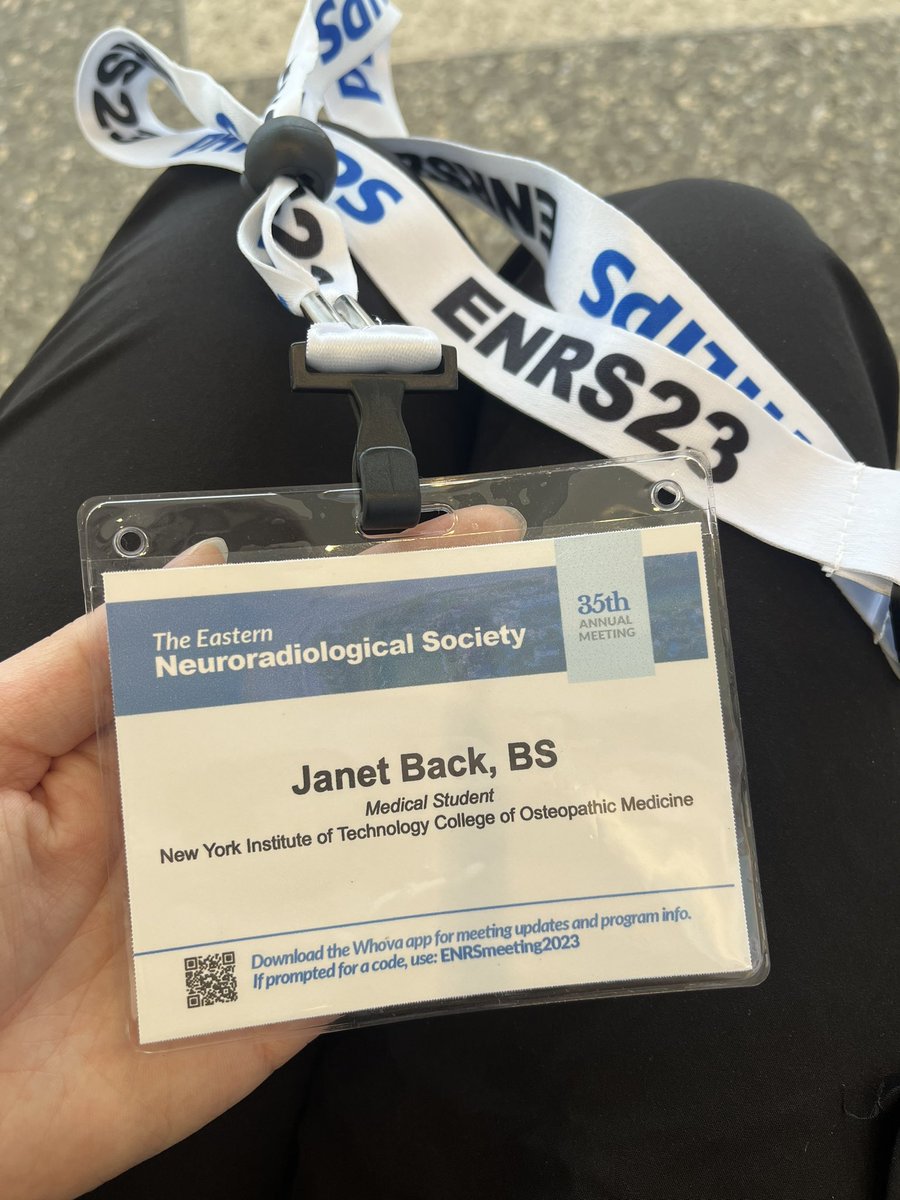 ENRS23
The Eastern
Neuroradiological Society
35th
ANNUAL
MEETING
Janet Back, BS
Medical Student
New York Institute of Technology College of Osteopathic Medicine
Download the Whova app for meeting updates and program info.
If prompted for a code, use: ENRSmeeting2023